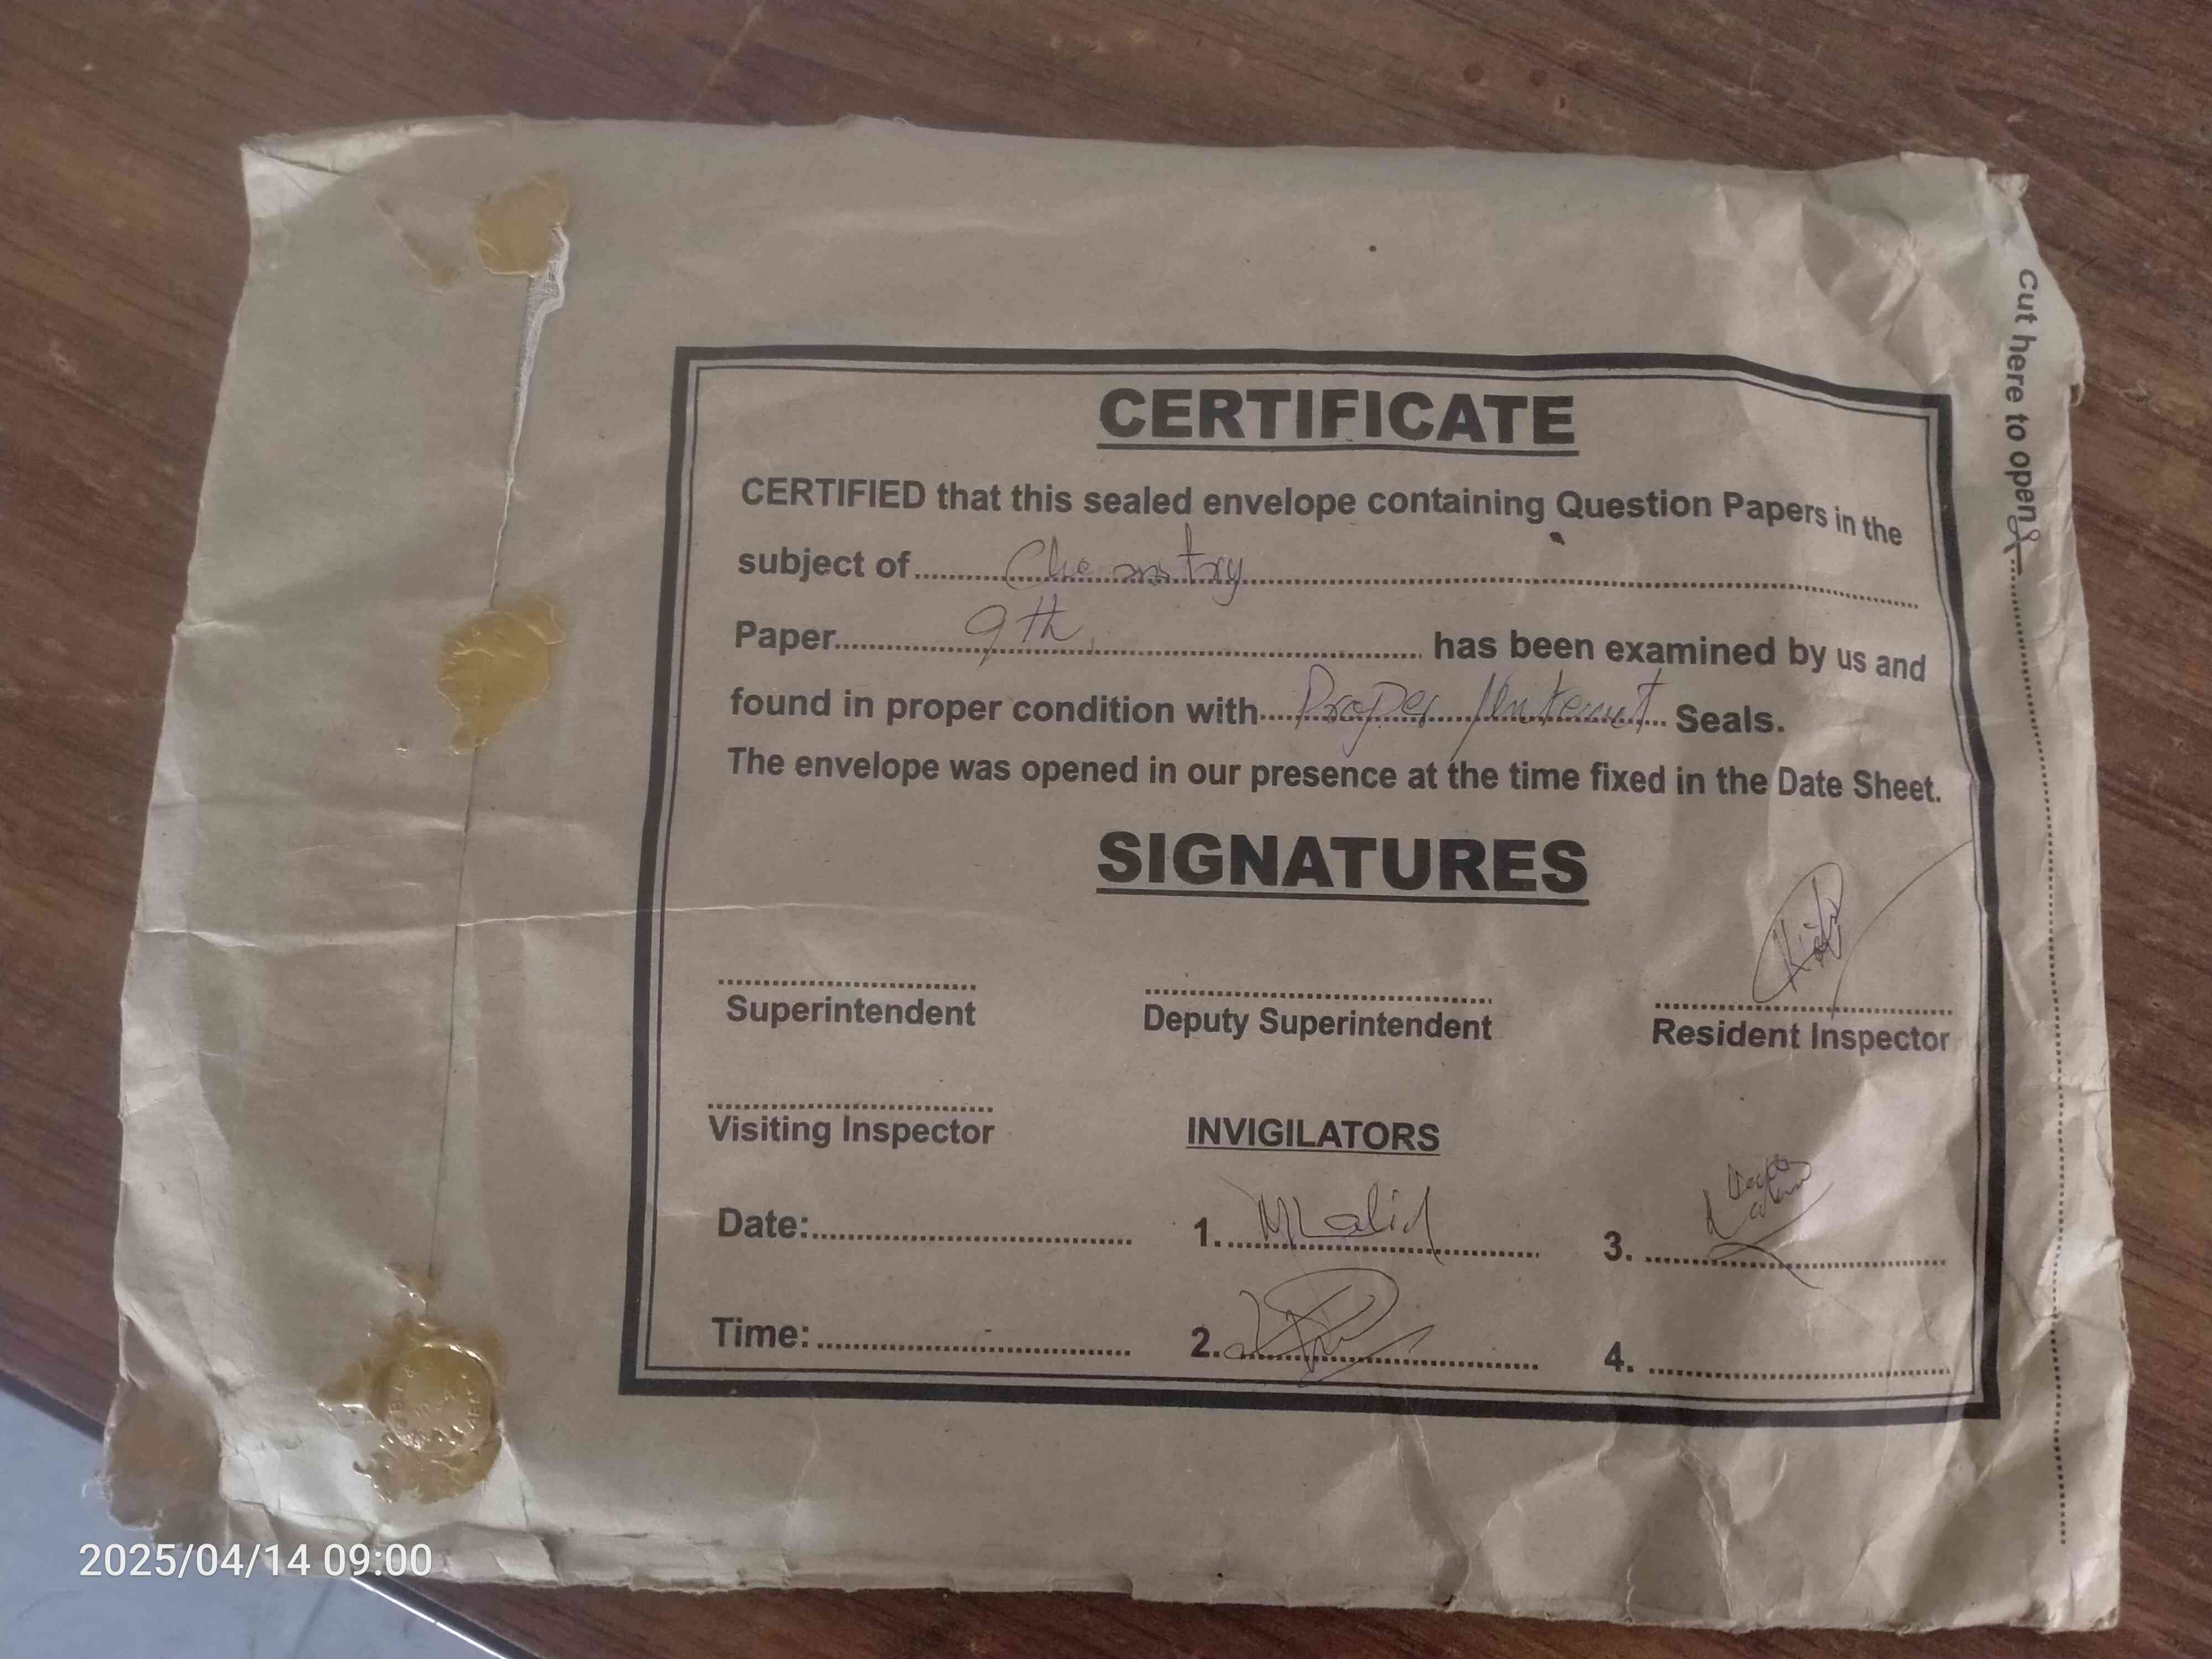 CERTIFICATE
CERTIFIED that this sealed envelope containing Question Papers in the
subject of Chemistry
Paper 9th has been examined by us and
found in proper condition with Proper Seals.
The envelope was opened in our presence at the time fixed in the Date Sheet.
SIGNATURES
Superintendent
Deputy Superintendent
Resident Inspector
Visiting Inspector
INVIGILATORS
Date:
1.
3.
Time:
2.
4.
Cut here to open
2025/04/14 09:00